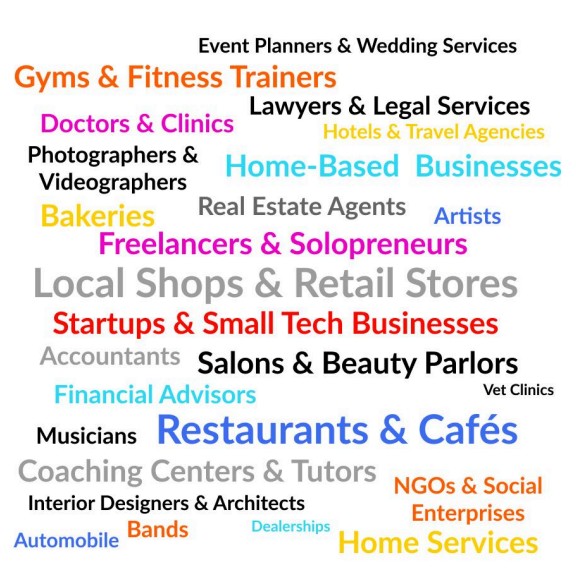 Event Planners & Wedding Services
Gyms & Fitness Trainers
Lawyers & Legal Services
Doctors & Clinics
Hotels & Travel Agencies
Photographers &
Videographers
Home-Based Businesses
Real Estate Agents
Bakeries
Artists
Freelancers & Solopreneurs
Local Shops & Retail Stores
Startups & Small Tech Businesses
Accountants
Salons & Beauty Parlors
Financial Advisors
Vet Clinics
Musicians
Restaurants & Cafés
Coaching Centers & Tutors
NGOs & Social
Enterprises
Interior Designers & Architects
Automobile
Bands
Dealerships
Home Services